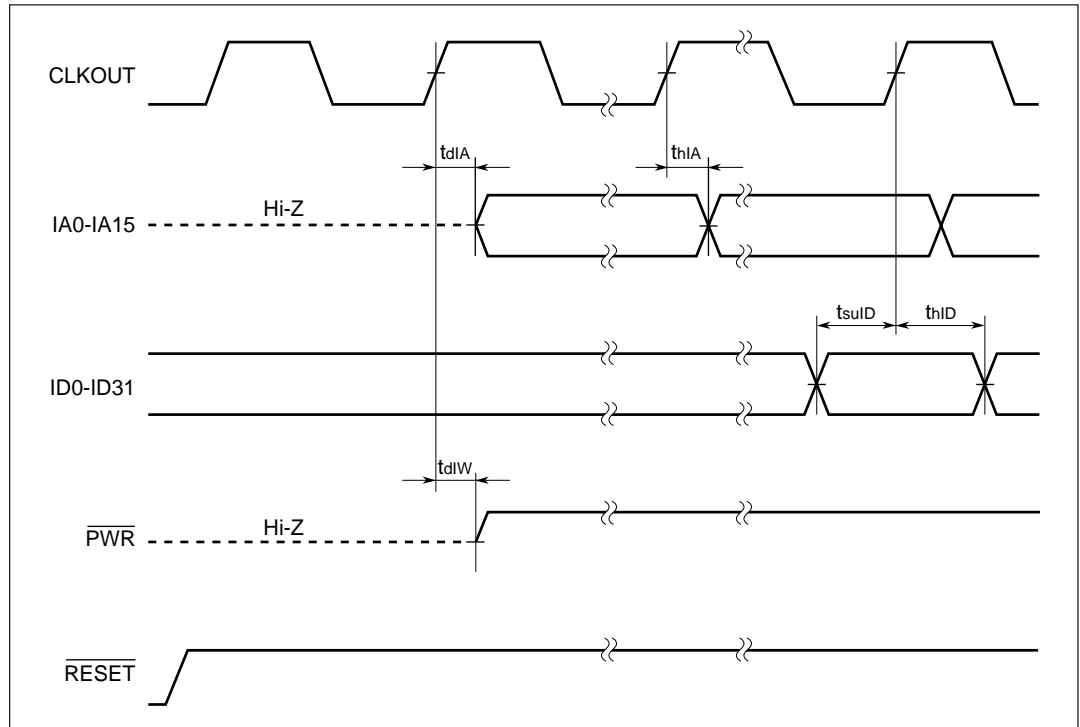 CLKOUT
tdIA
thIA
IA0-IA15
Hi-Z
tsuID
thID
ID0-ID31
tdIW
PWR
Hi-Z
RESET